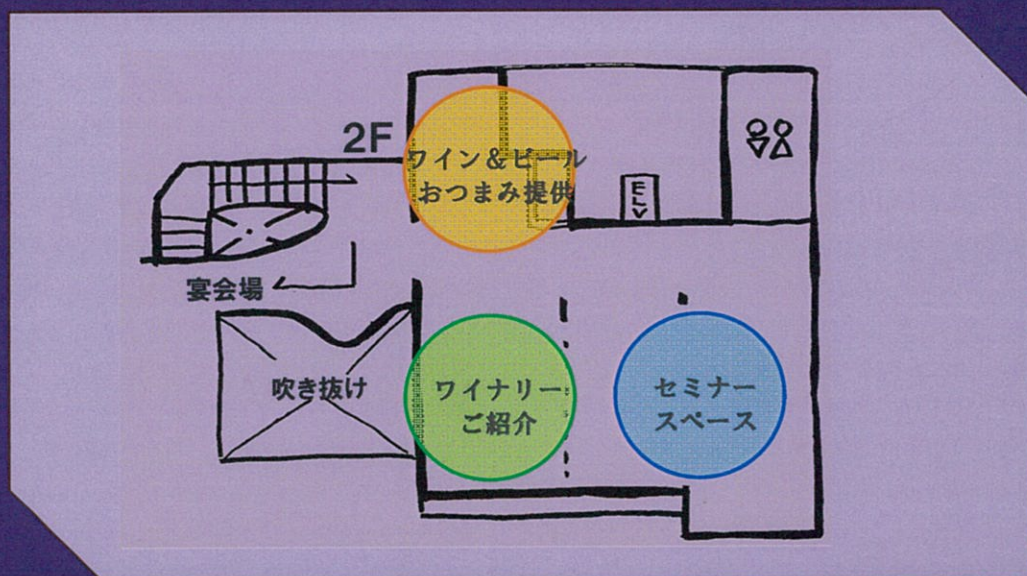 2F
ワイン＆ビール
おつまみ提供
ELV
宴会場
吹き抜け
ワイナリー
ご紹介
セミナー
スペース